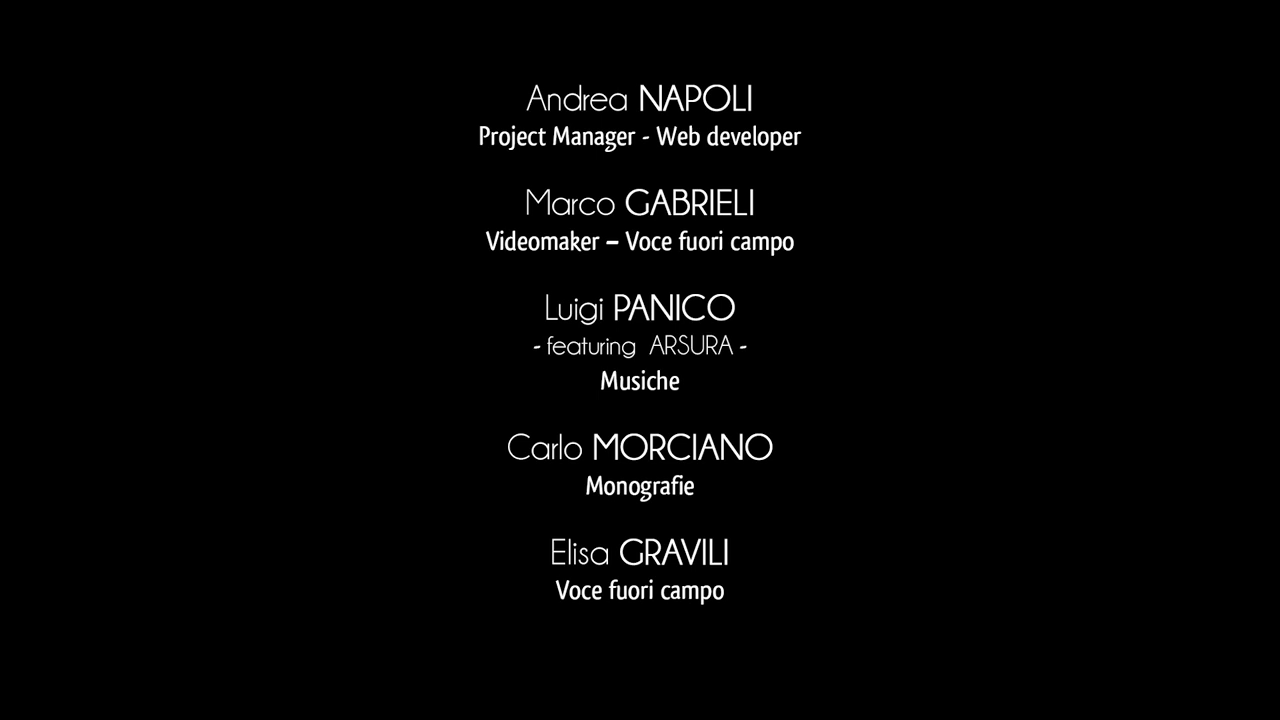 Andrea NAPOLI
Project Manager - Web developer
Marco GABRIELI
Videomaker – Voce fuori campo
Luigi PANICO
- featuring ARSURA -
Musiche
Carlo MORCIANO
Monografie
Elisa GRAVILI
Voce fuori campo